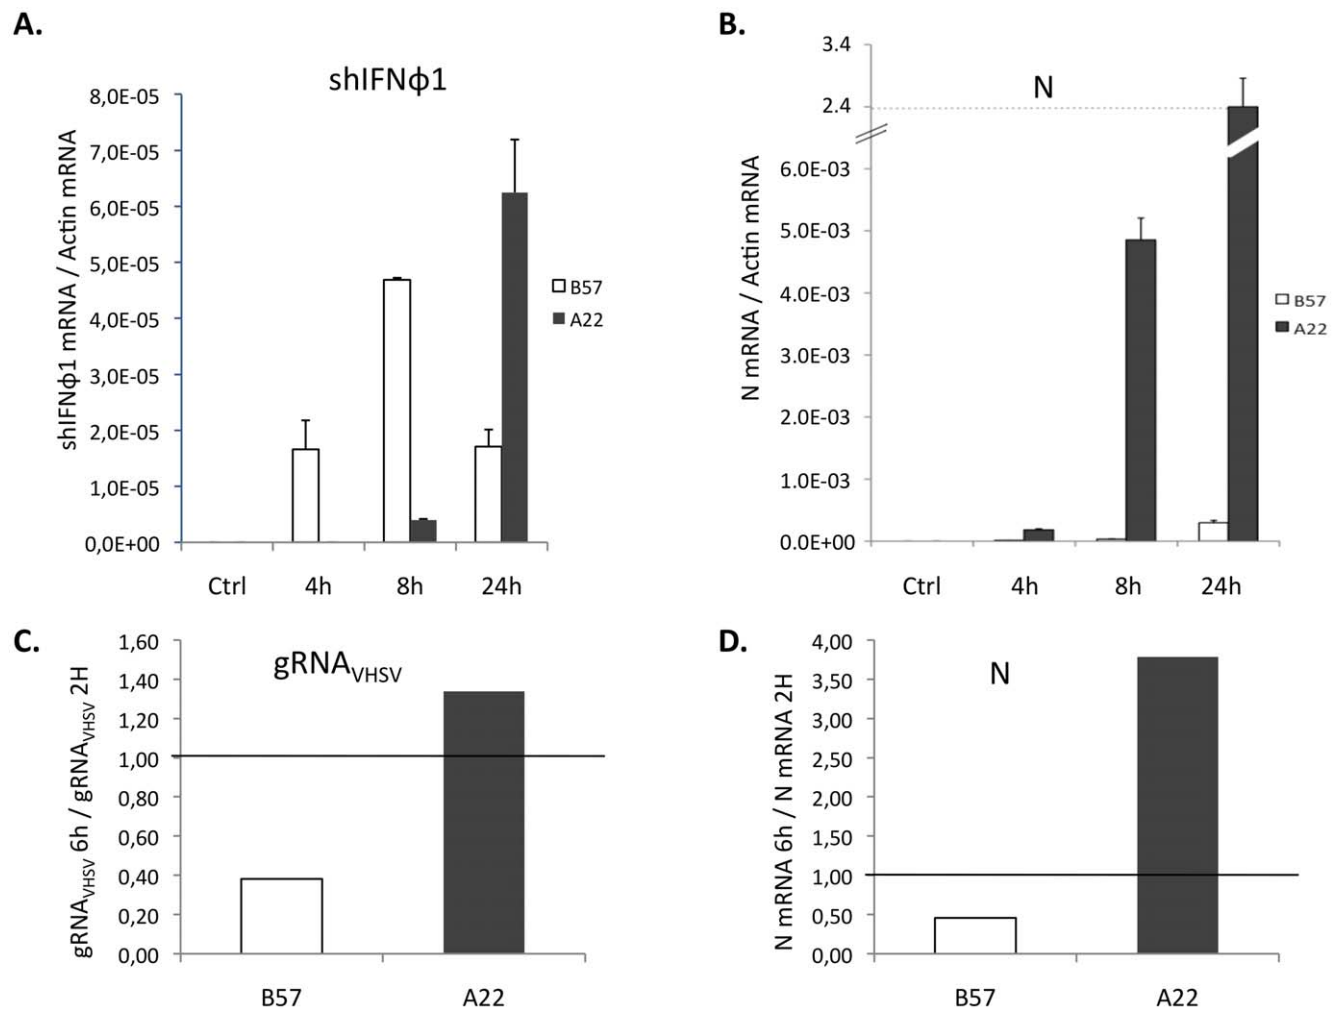 A.
shIFNϕ1
shIFNϕ1 mRNA / Actin mRNA
8,0E-05
7,0E-05
6,0E-05
5,0E-05
4,0E-05
3,0E-05
2,0E-05
1,0E-05
0,0E+00
Ctrl 4h 8h 24h
B57
A22
B.
N
N mRNA / Actin mRNA
3.4
2.4
6.0E-03
5.0E-03
4.0E-03
3.0E-03
2.0E-03
1.0E-03
0.0E+00
Ctrl 4h 8h 24h
B57
A22
C.
gRNAVHSV
gRNAVHSV 6h / gRNAVHSV 2H
1,60
1,40
1,20
1,00
0,80
0,60
0,40
0,20
0,00
B57 A22
D.
N
N mRNA 6h / N mRNA 2H
4,00
3,50
3,00
2,50
2,00
1,50
1,00
0,50
0,00
B57 A22